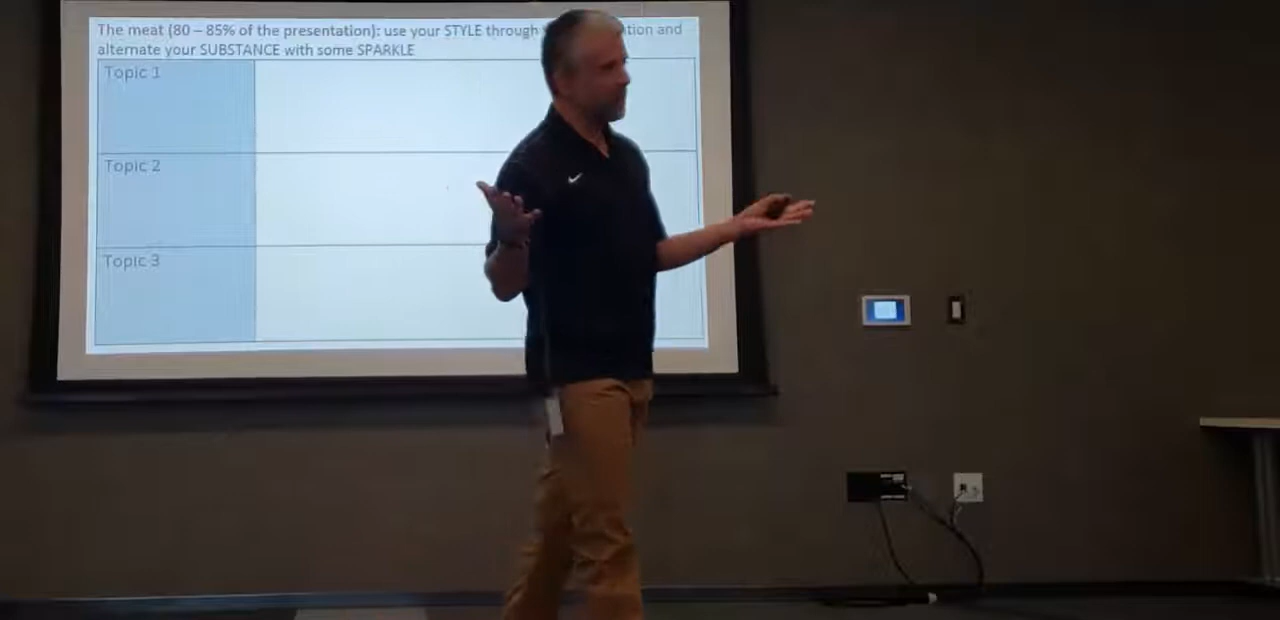 The meat (80 – 85% of the presentation): use your STYLE through and
alternate your SUBSTANCE with some SPARKLE
Topic 1
Topic 2
Topic 3